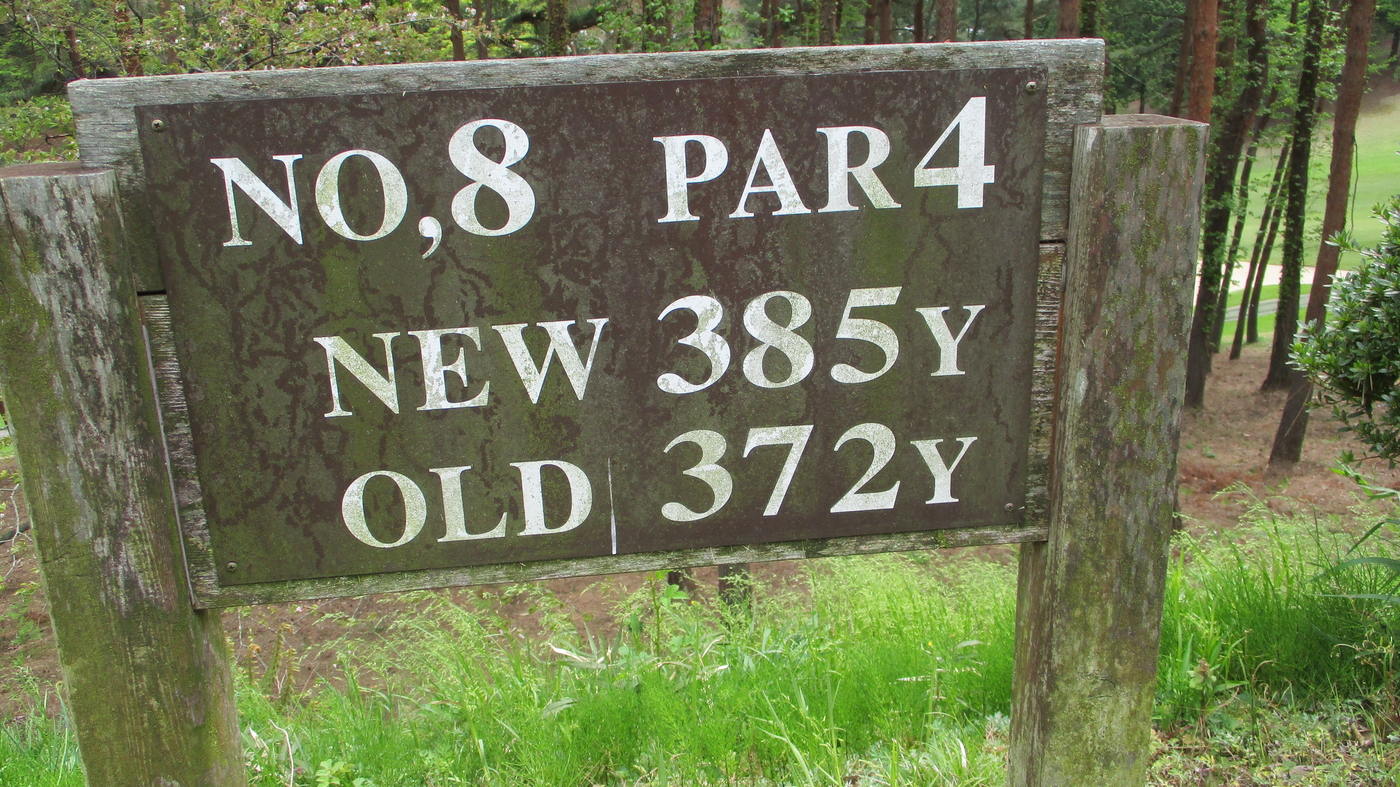 NO,8 PAR4
NEW 385Y
OLD 372Y